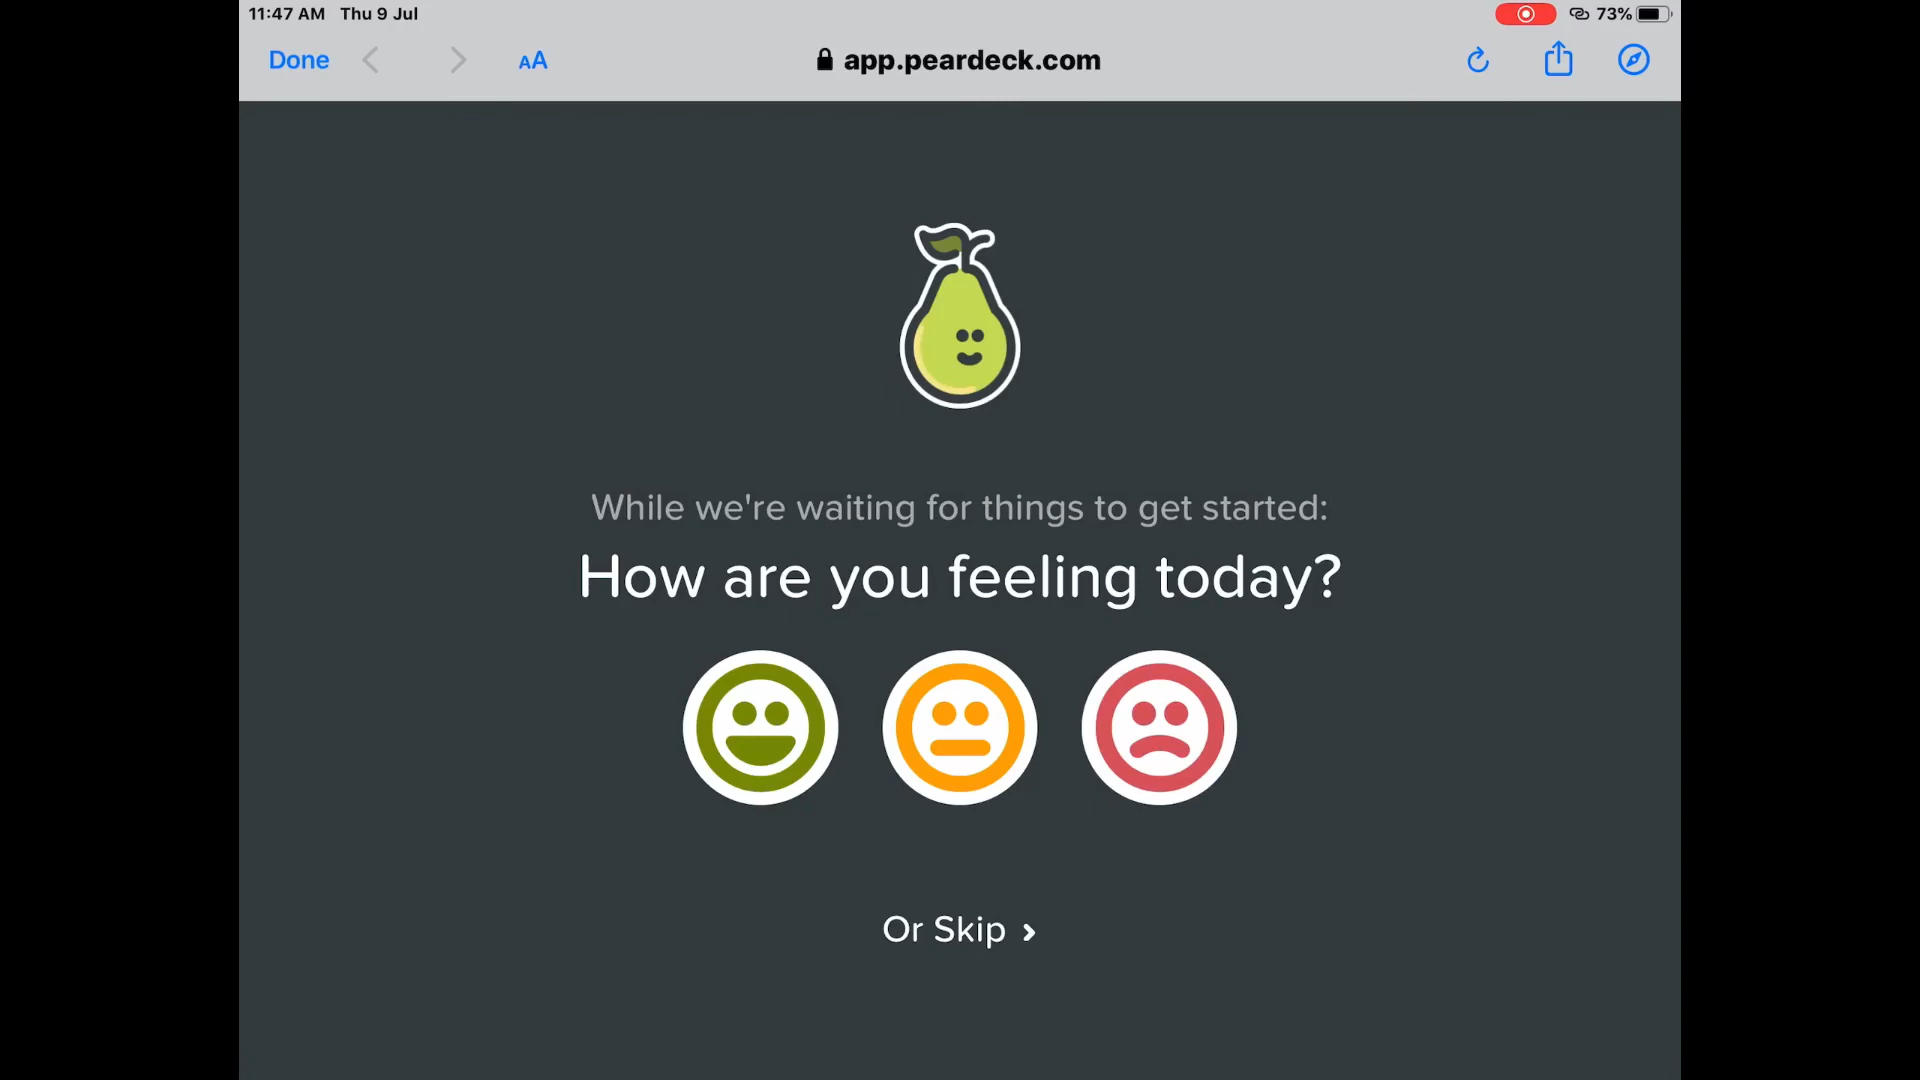 11:47 AM Thu 9 Jul
73%
Done
AA
app.peardeck.com
While we're waiting for things to get started:
How are you feeling today?
Or Skip ›